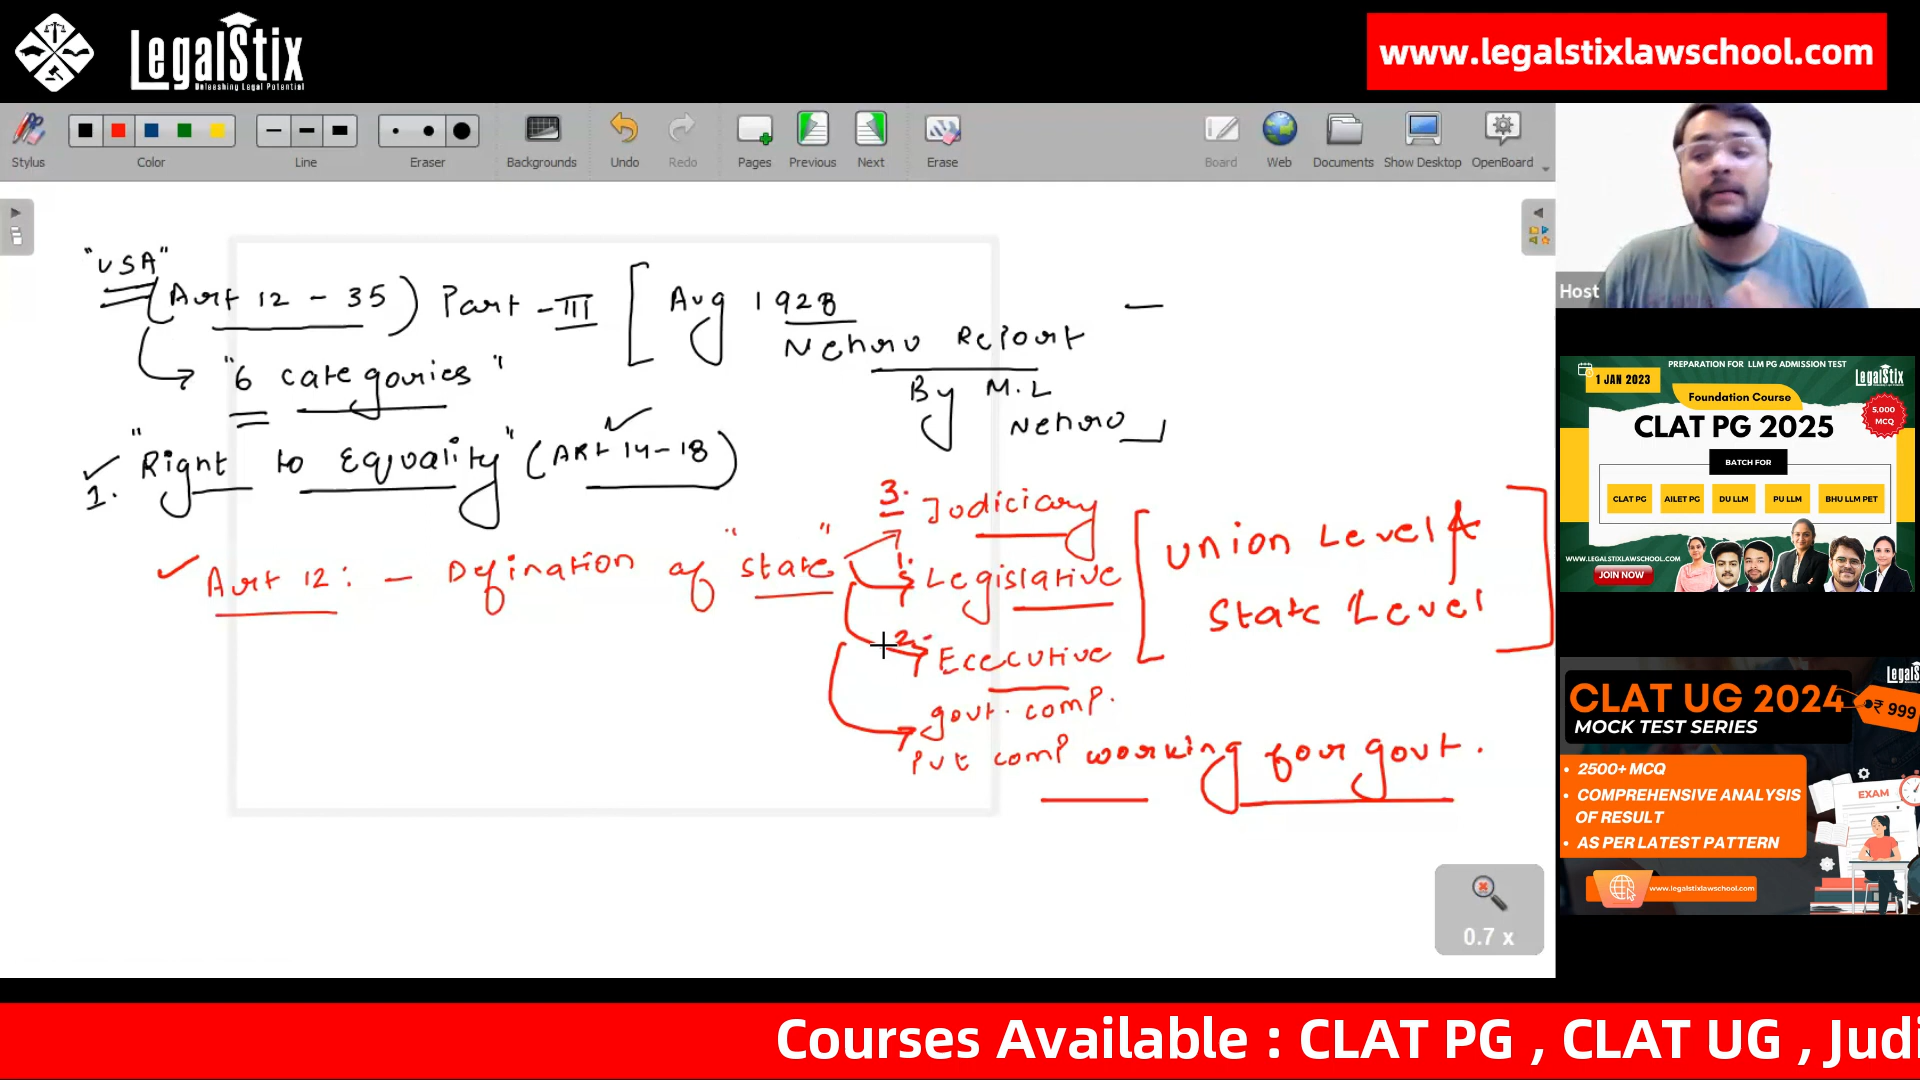 LegalStix
Unleashing Legal Potential
www.legalstixlawschool.com
Stylus
Color
Line
Eraser
Backgrounds
Undo
Redo
Pages
Previous
Next
Erase
Board
Web
Documents
Show Desktop
OpenBoard
"USA"
(Art 12 - 35) Part - III [ Aug 1928
Nehru Report
By M.L
Nehru ]
"6 categories"
1. "Right to Equality" (Art 14-18)
3. Judiciary
Art 12: - Defination of "state"
1. Legislative
2. Eceecutive
[ Union Level &
State Level ]
govt. comp.
Pvt comp working for govt.
0.7 x
Host
1 JAN 2023
PREPARATION FOR LLM PG ADMISSION TEST
LegalStix
Foundation Course
5,000
MCQ
CLAT PG 2025
BATCH FOR
CLAT PG
AILET PG
DU LLM
PU LLM
BHU LLM PET
WWW.LEGALSTIXLAWSCHOOL.COM
JOIN NOW
LegalS
CLAT UG 2024
₹ 999
MOCK TEST SERIES
• 2500+ MCQ
• COMPREHENSIVE ANALYSIS
OF RESULT
• AS PER LATEST PATTERN
EXAM
www.legalstixlawschool.com
Courses Available : CLAT PG , CLAT UG , Judi